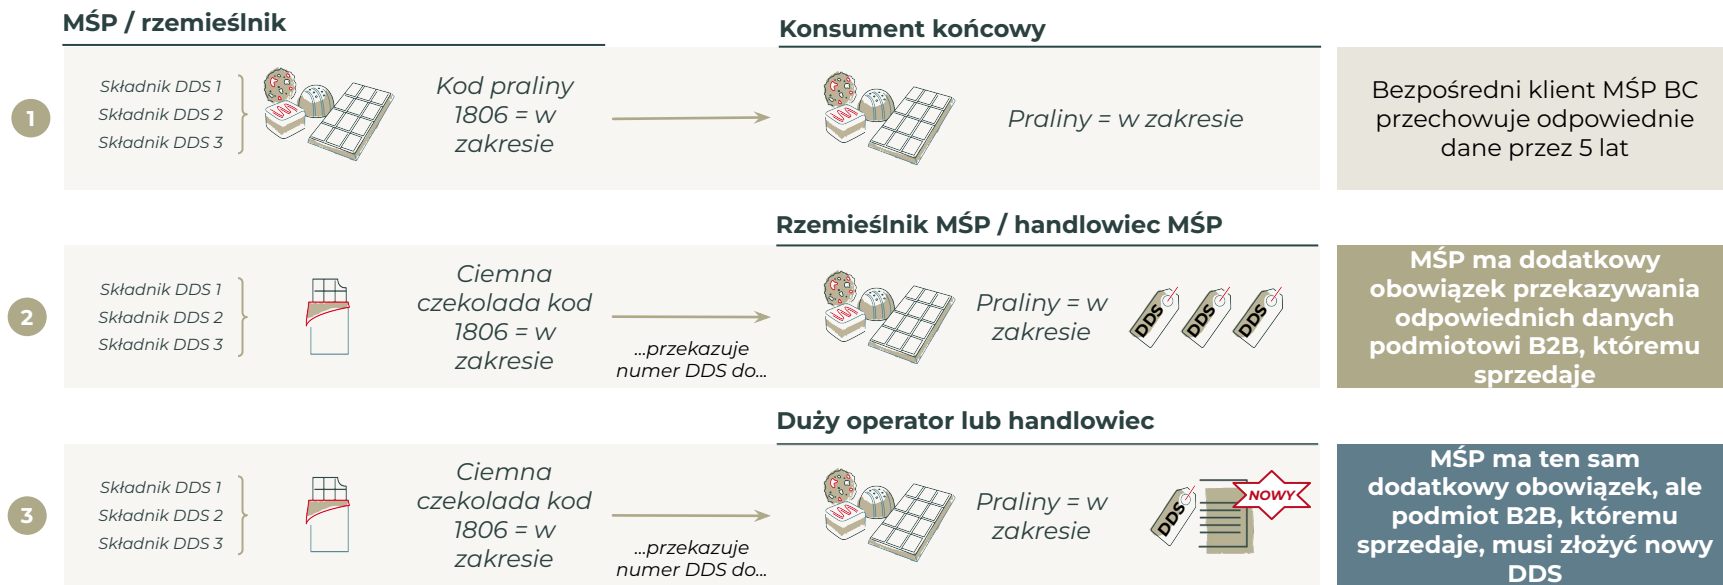 MŚP / rzemieślnik
Konsument końcowy
1
Składnik DDS 1
Składnik DDS 2
Składnik DDS 3
Kod praliny
1806 = w
zakresie
Praliny = w zakresie
Bezpośredni klient MŚP BC
przechowuje odpowiednie
dane przez 5 lat
Rzemieślnik MŚP / handlowiec MŚP
2
Składnik DDS 1
Składnik DDS 2
Składnik DDS 3
Ciemna
czekolada kod
1806 = w
zakresie
...przekazuje
numer DDS do...
Praliny = w
zakresie
DDS
DDS
DDS
MŚP ma dodatkowy
obowiązek przekazywania
odpowiednich danych
podmiotowi B2B, któremu
sprzedaje
Duży operator lub handlowiec
3
Składnik DDS 1
Składnik DDS 2
Składnik DDS 3
Ciemna
czekolada kod
1806 = w
zakresie
...przekazuje
numer DDS do...
Praliny = w
zakresie
DDS
NOWY
MŚP ma ten sam
dodatkowy obowiązek, ale
podmiot B2B, któremu
sprzedaje, musi złożyć nowy
DDS